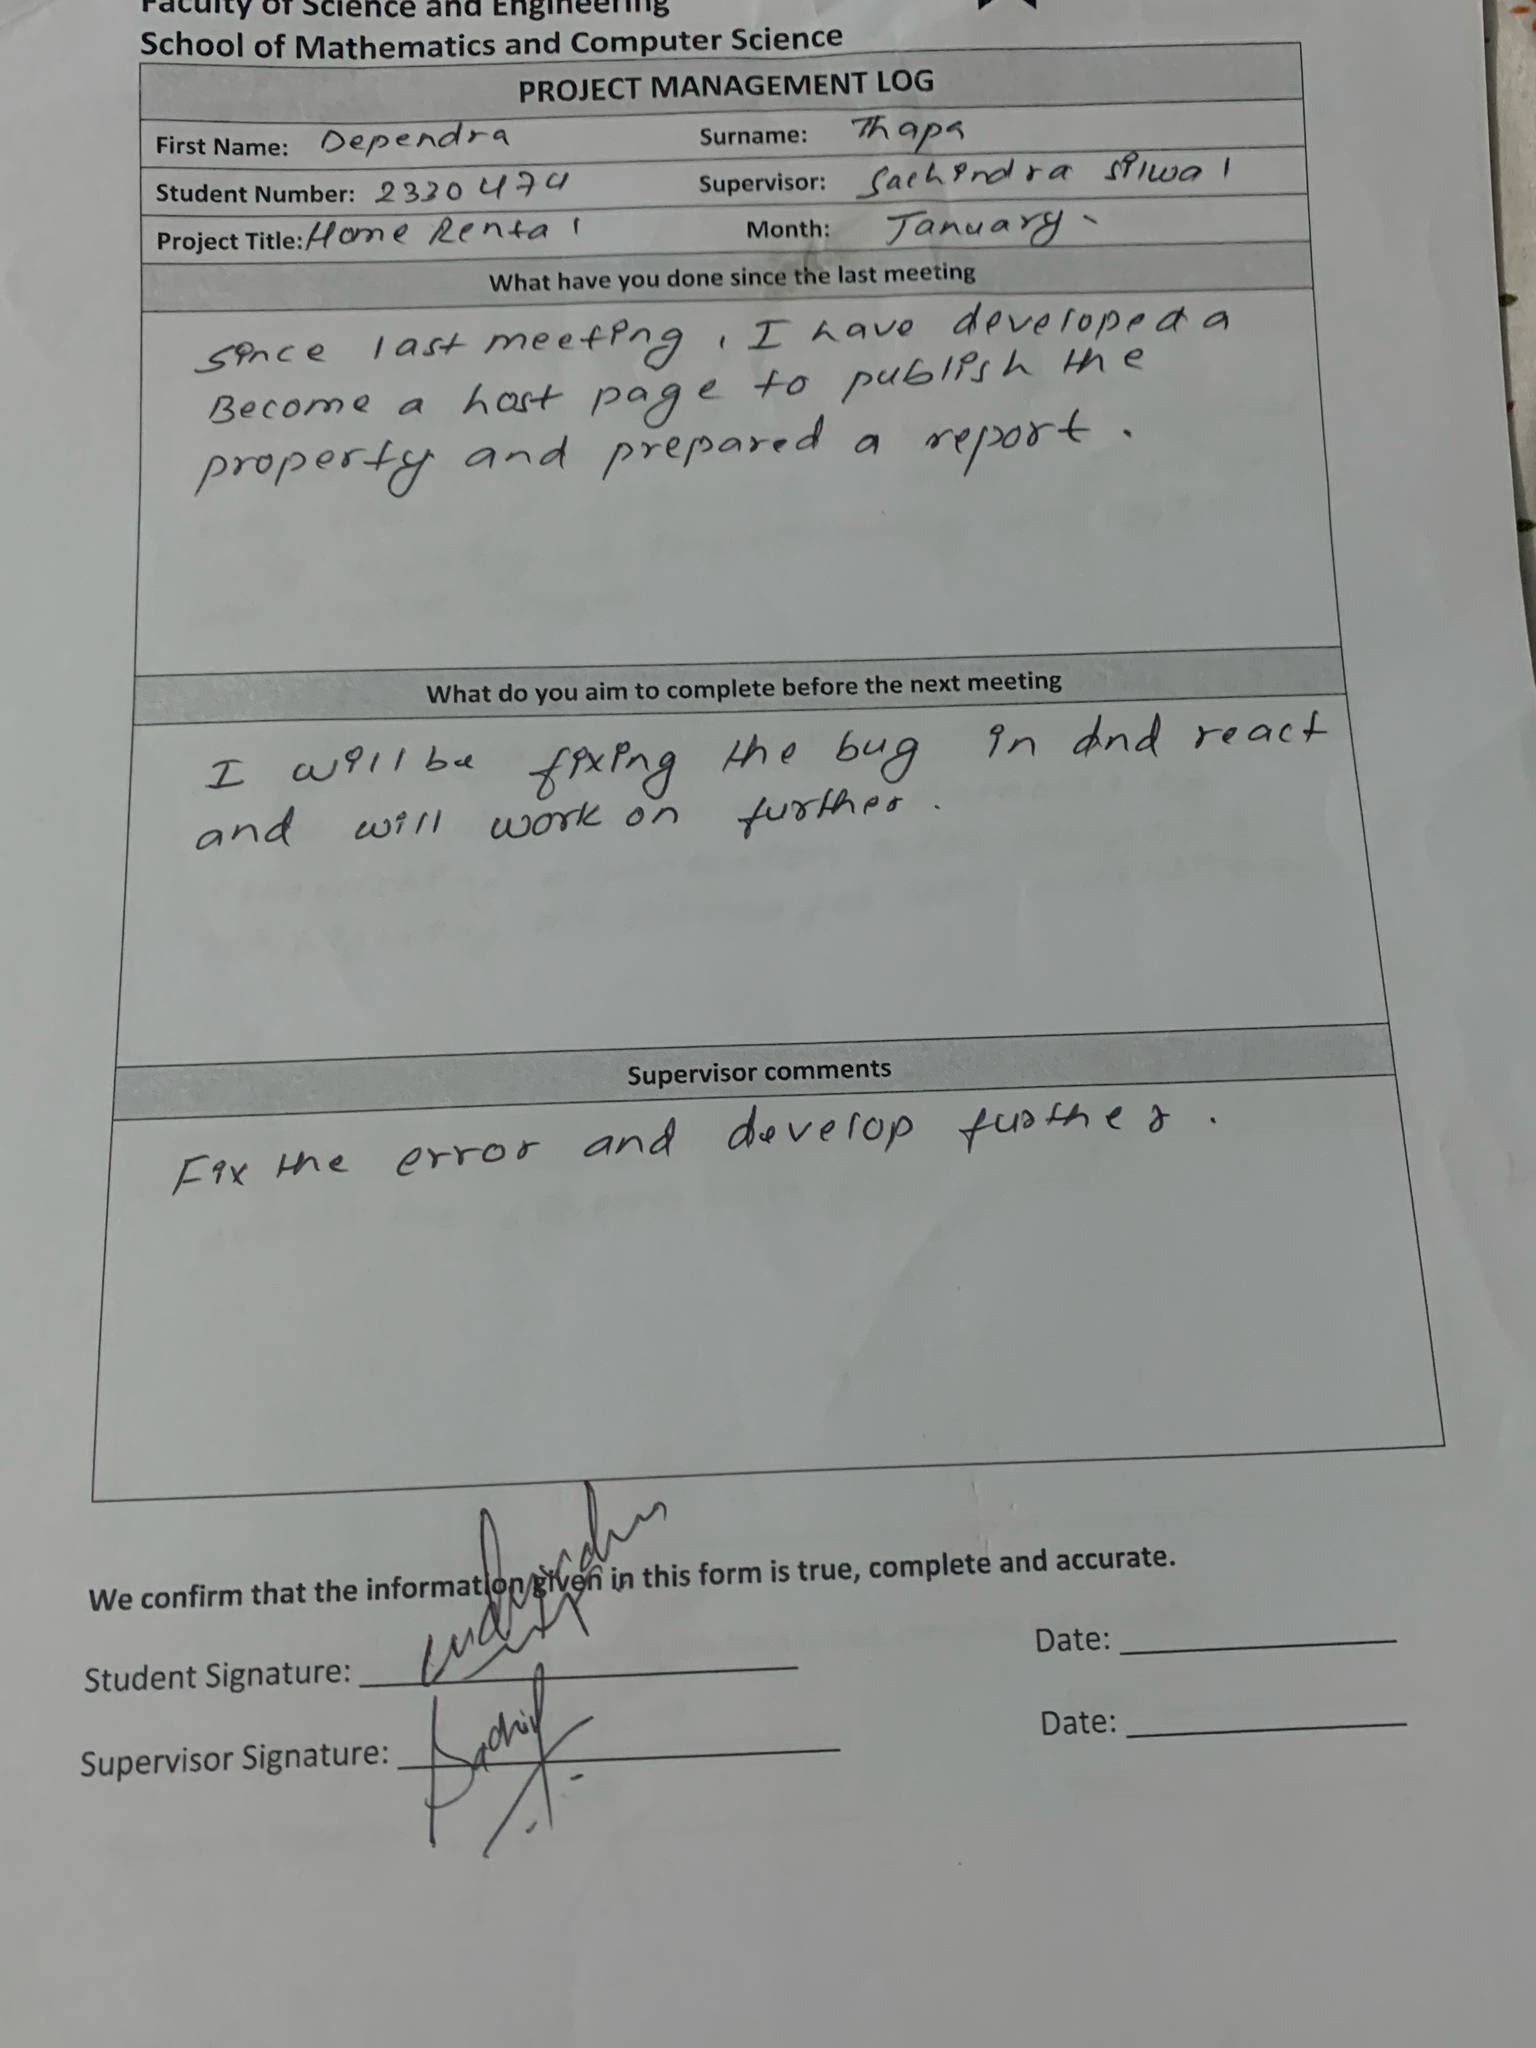 Faculty of Science and Engineering
School of Mathematics and Computer Science
PROJECT MANAGEMENT LOG
First Name: Dependra Surname: Thapa
Student Number: 2330474 Supervisor: Sachindra Silwal
Project Title: Home Rental Month: January
What have you done since the last meeting
Since last meeting, I have developed a
Become a host page to publish the
property and prepared a report.
What do you aim to complete before the next meeting
I will be fixing the bug in dnd react
and will work on further.
Supervisor comments
Fix the error and develop further.
We confirm that the information given in this form is true, complete and accurate.
Student Signature: Date:
Supervisor Signature: Date: